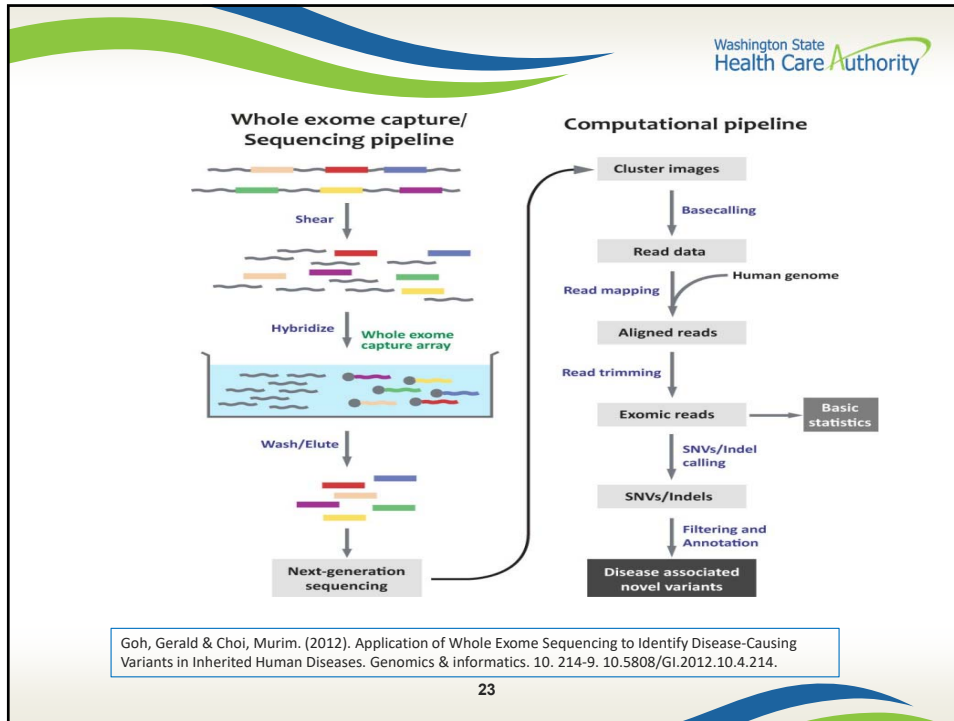 Washington State
Health Care Authority
Whole exome capture/
Sequencing pipeline
Shear
Hybridize
Whole exome
capture array
Wash/Elute
Next-generation
sequencing
Computational pipeline
Cluster images
Basecalling
Read data
Human genome
Read mapping
Aligned reads
Read trimming
Exomic reads
Basic
statistics
SNVs/Indel
calling
SNVs/Indels
Filtering and
Annotation
Disease associated
novel variants
Goh, Gerald & Choi, Murim. (2012). Application of Whole Exome Sequencing to Identify Disease-Causing
Variants in Inherited Human Diseases. Genomics & informatics. 10. 214-9. 10.5808/GI.2012.10.4.214.
23